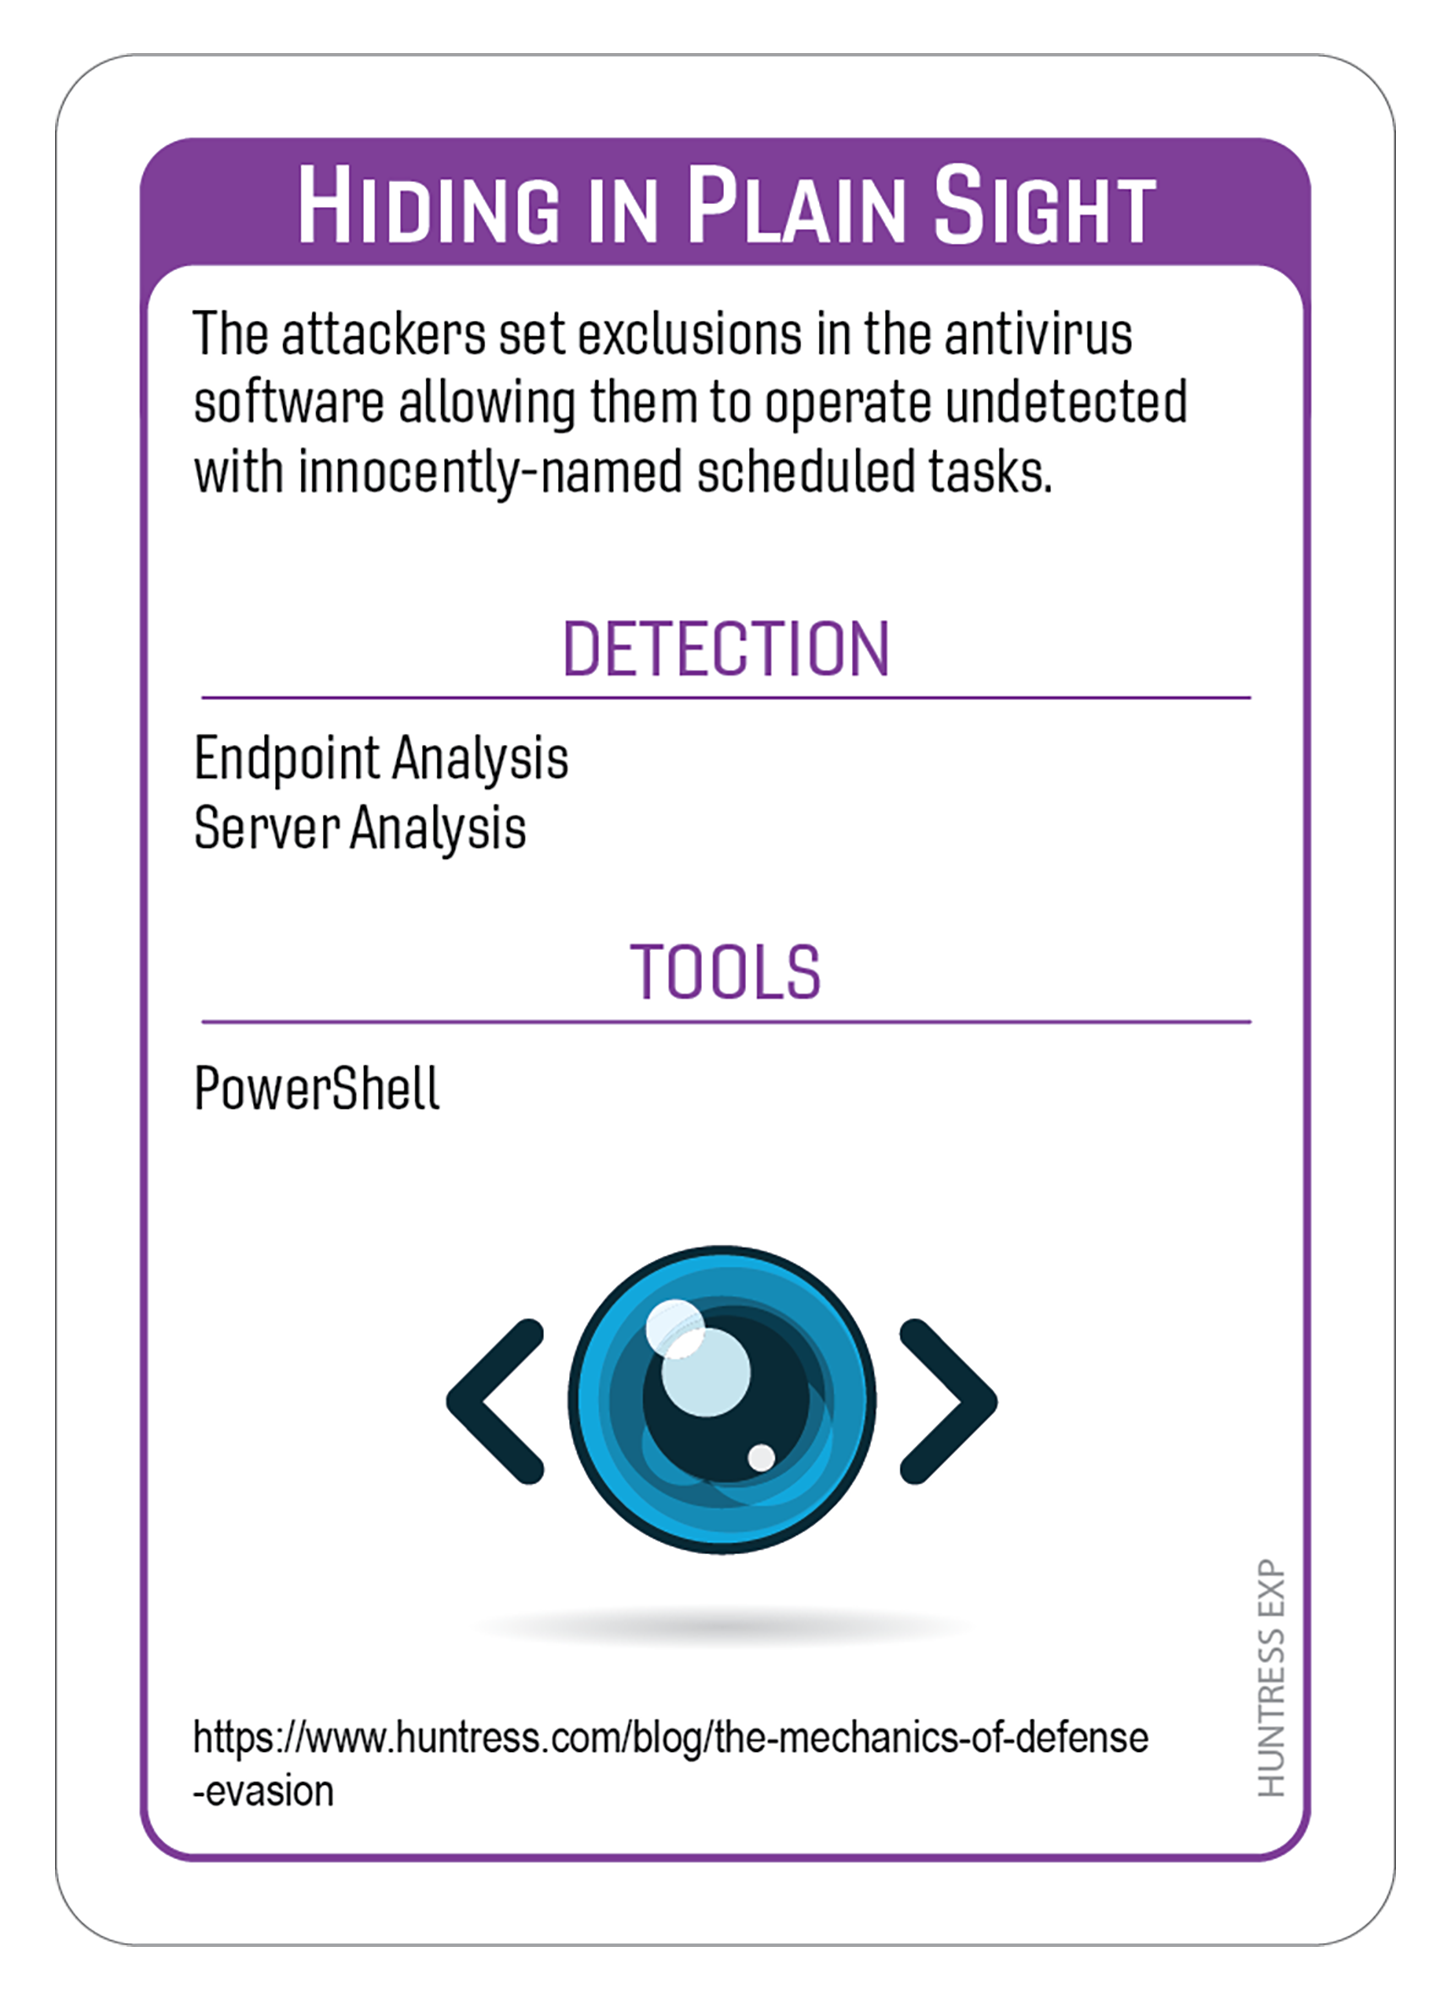 Hiding in Plain Sight
The attackers set exclusions in the antivirus
software allowing them to operate undetected
with innocently-named scheduled tasks.
DETECTION
Endpoint Analysis
Server Analysis
TOOLS
PowerShell
https://www.huntress.com/blog/the-mechanics-of-defense
-evasion
HUNTRESS EXP